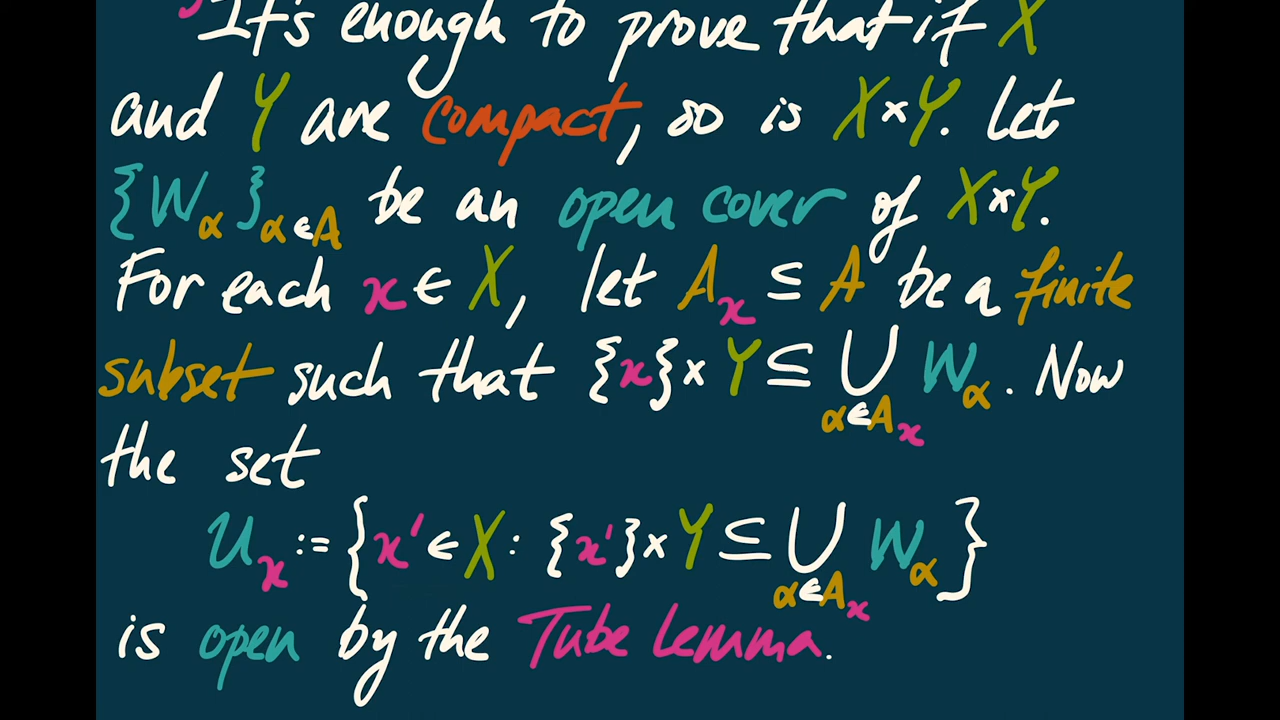 It's enough to prove that if X
and Y are compact, so is X×Y. Let
{W_α}_{α∈A} be an open cover of X×Y.
For each x ∈ X, let A_x ⊆ A be a finite
subset such that {x}×Y ⊆ ⋃_{α∈A_x} W_α. Now
the set
U_x := {x' ∈ X : {x'}×Y ⊆ ⋃_{α∈A_x} W_α}
is open by the Tube lemma.